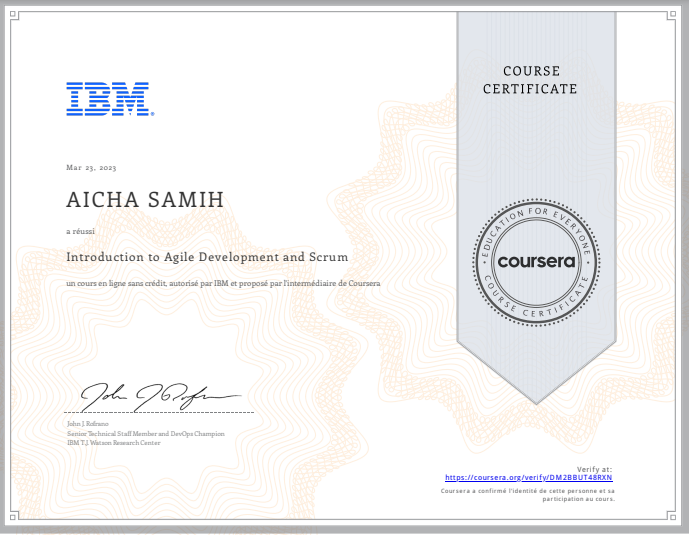 COURSE
CERTIFICATE
IBM
Mar 23, 2023
AICHA SAMIH
a réussi
Introduction to Agile Development and Scrum
un cours en ligne sans crédit, autorisé par IBM et proposé par l'intermédiaire de Coursera
EDUCATION FOR EVERYONE
coursera
COURSE CERTIFICATE
John J. Rofrano
Senior Technical Staff Member and DevOps Champion
IBM T.J. Watson Research Center
Verify at:
https://coursera.org/verify/DM2BBUT48RXN
Coursera a confirmé l'identité de cette personne et sa
participation au cours.